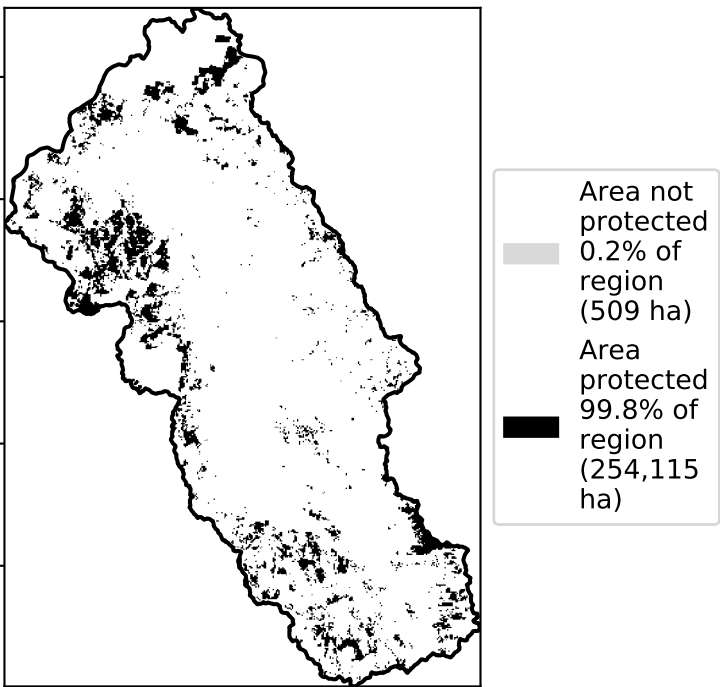 Area not
protected
0.2% of
region
(509 ha)
Area
protected
99.8% of
region
(254,115
ha)